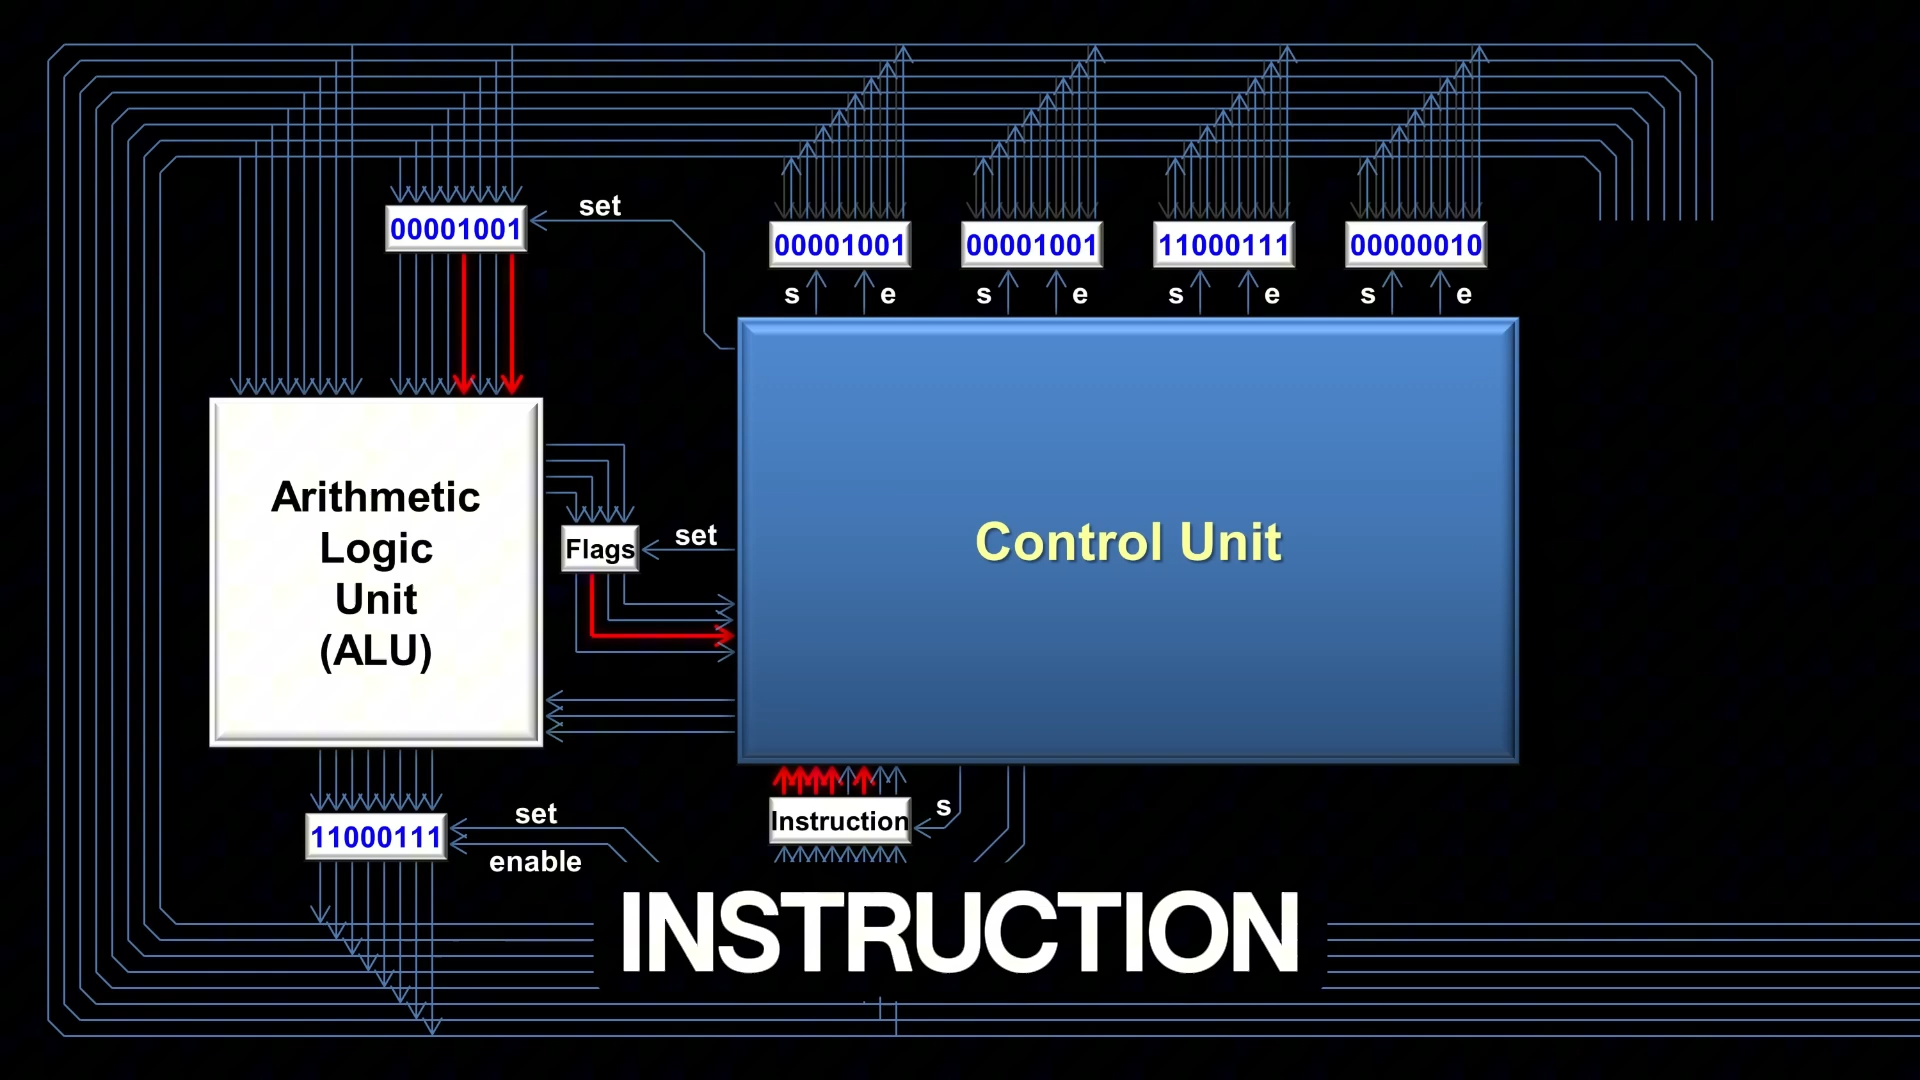 set
00001001
00001001
00001001
11000111
00000010
s
e
s
e
s
e
s
e
Arithmetic
Logic
Unit
(ALU)
Flags
set
Control Unit
set
enable
11000111
Instruction
s
INSTRUCTION